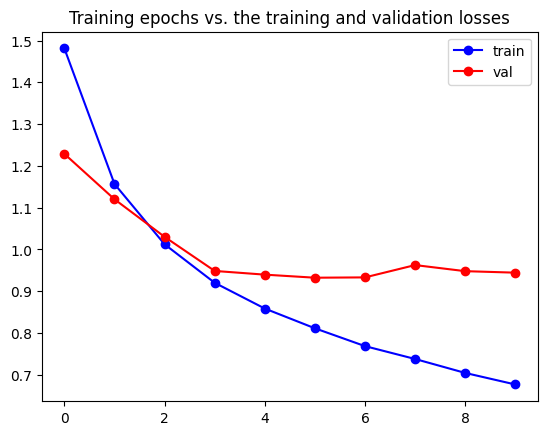 Training epochs vs. the training and validation losses
train
val
1.5
1.4
1.3
1.2
1.1
1.0
0.9
0.8
0.7
0 2 4 6 8